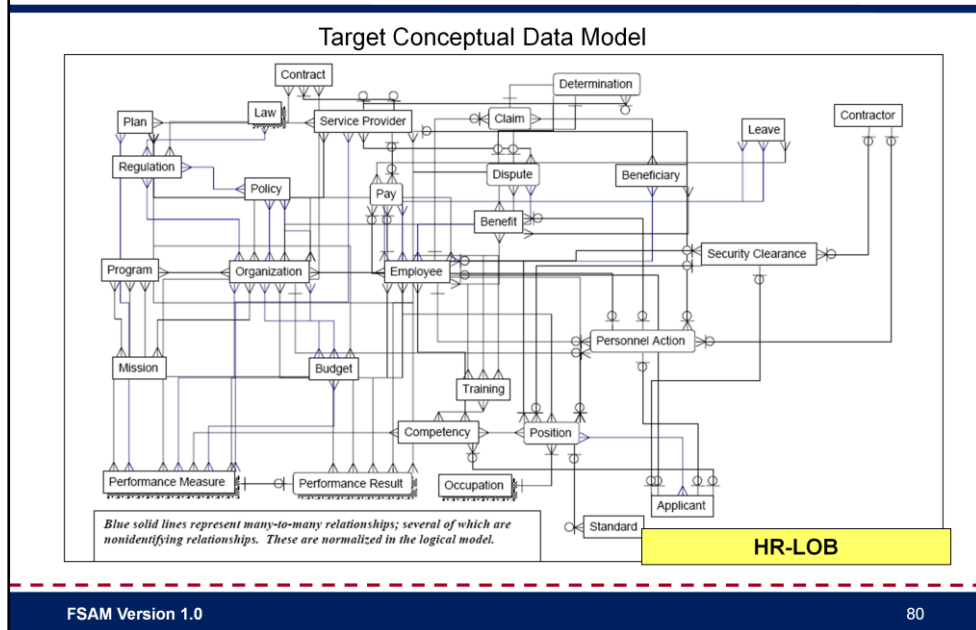 Target Conceptual Data Model
Contract
Determination
Law
Plan
Service Provider
Claim
Leave
Contractor
Regulation
Policy
Pay
Dispute
Beneficiary
Benefit
Program
Organization
Employee
Security Clearance
Personnel Action
Mission
Budget
Training
Competency
Position
Performance Measure
Performance Result
Occupation
Applicant
Standard
Blue solid lines represent many-to-many relationships; several of which are
nonidentifying relationships. These are normalized in the logical model.
HR-LOB
FSAM Version 1.0
80